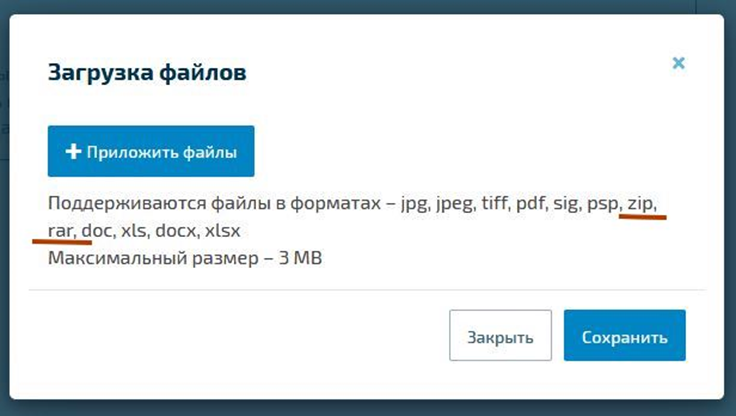 Загрузка файлов
×
+ Приложить файлы
Поддерживаются файлы в форматах – jpg, jpeg, tiff, pdf, sig, psp, zip,
rar, doc, xls, docx, xlsx
Максимальный размер – 3 MB
Закрыть Сохранить